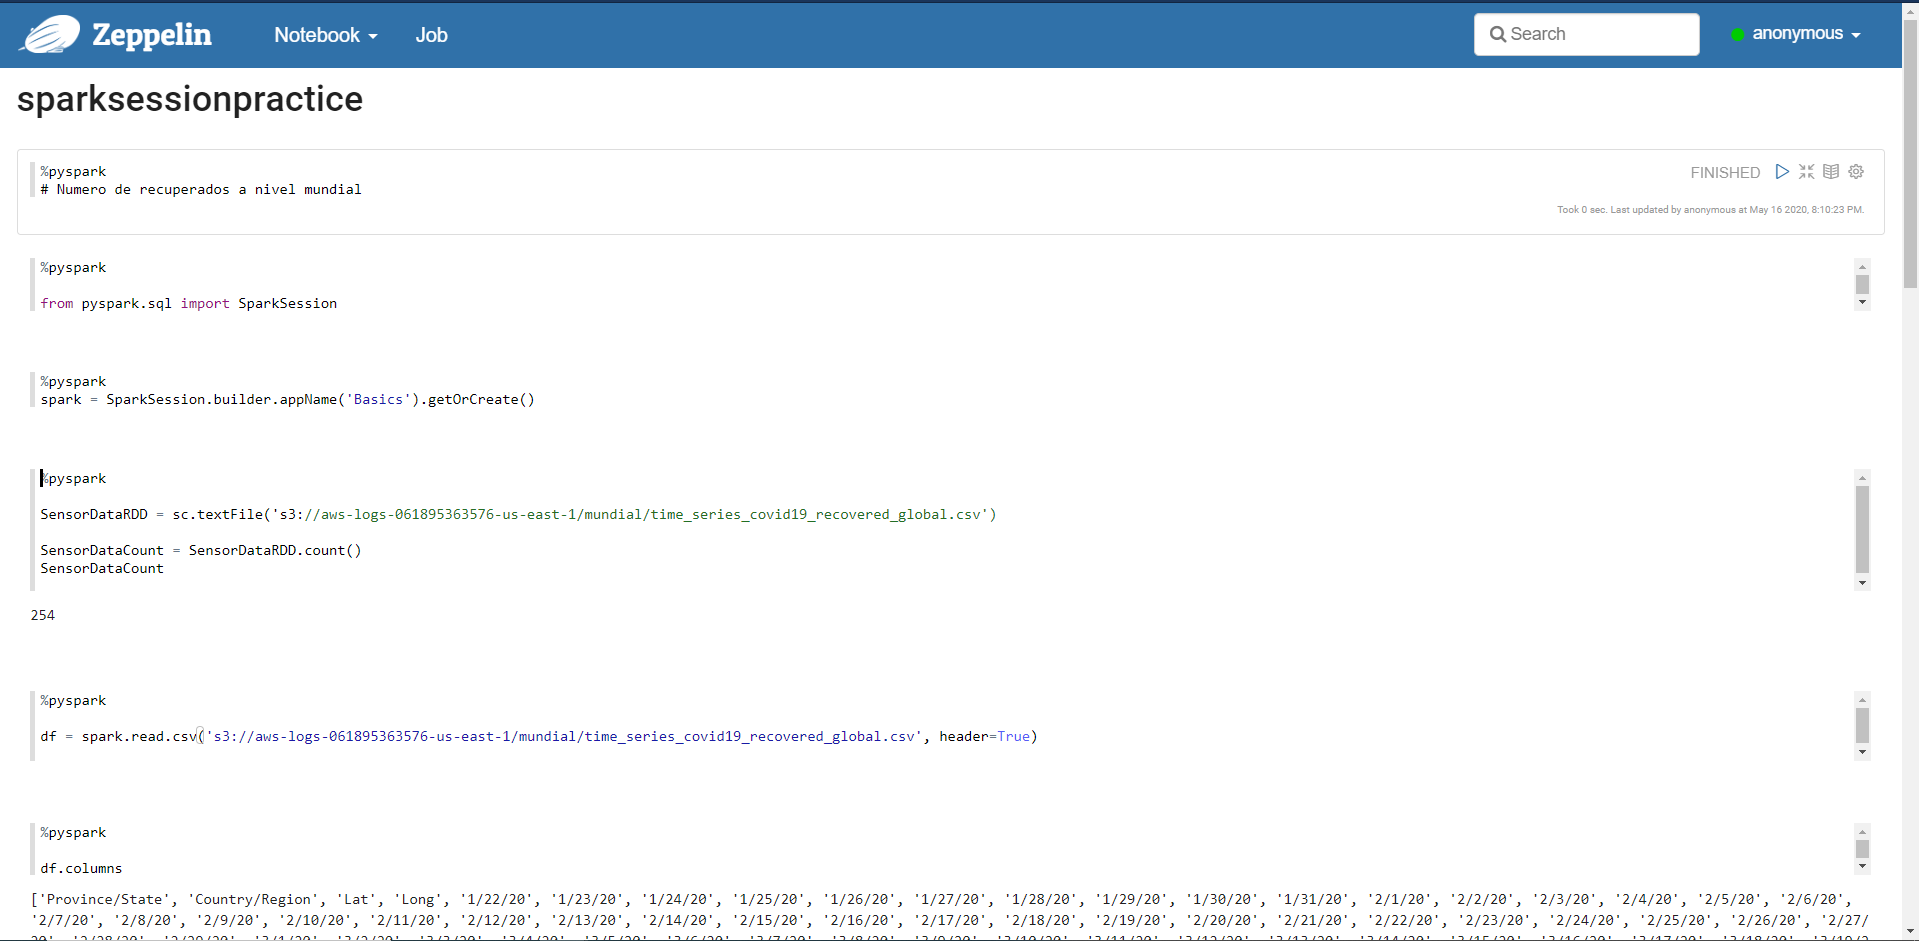 Zeppelin Notebook Job Search anonymous
sparksessionpractice
%pyspark
# Numero de recuperados a nivel mundial
FINISHED
Took 0 sec. Last updated by anonymous at May 16 2020, 8:10:23 PM.
%pyspark
from pyspark.sql import SparkSession
%pyspark
spark = SparkSession.builder.appName('Basics').getOrCreate()
%pyspark
SensorDataRDD = sc.textFile('s3://aws-logs-061895363576-us-east-1/mundial/time_series_covid19_recovered_global.csv')
SensorDataCount = SensorDataRDD.count()
SensorDataCount
254
%pyspark
df = spark.read.csv('s3://aws-logs-061895363576-us-east-1/mundial/time_series_covid19_recovered_global.csv', header=True)
%pyspark
df.columns
['Province/State', 'Country/Region', 'Lat', 'Long', '1/22/20', '1/23/20', '1/24/20', '1/25/20', '1/26/20', '1/27/20', '1/28/20', '1/29/20', '1/30/20', '1/31/20', '2/1/20', '2/2/20', '2/3/20', '2/4/20', '2/5/20', '2/6/20',
'2/7/20', '2/8/20', '2/9/20', '2/10/20', '2/11/20', '2/12/20', '2/13/20', '2/14/20', '2/15/20', '2/16/20', '2/17/20', '2/18/20', '2/19/20', '2/20/20', '2/21/20', '2/22/20', '2/23/20', '2/24/20', '2/25/20', '2/26/20', '2/27/